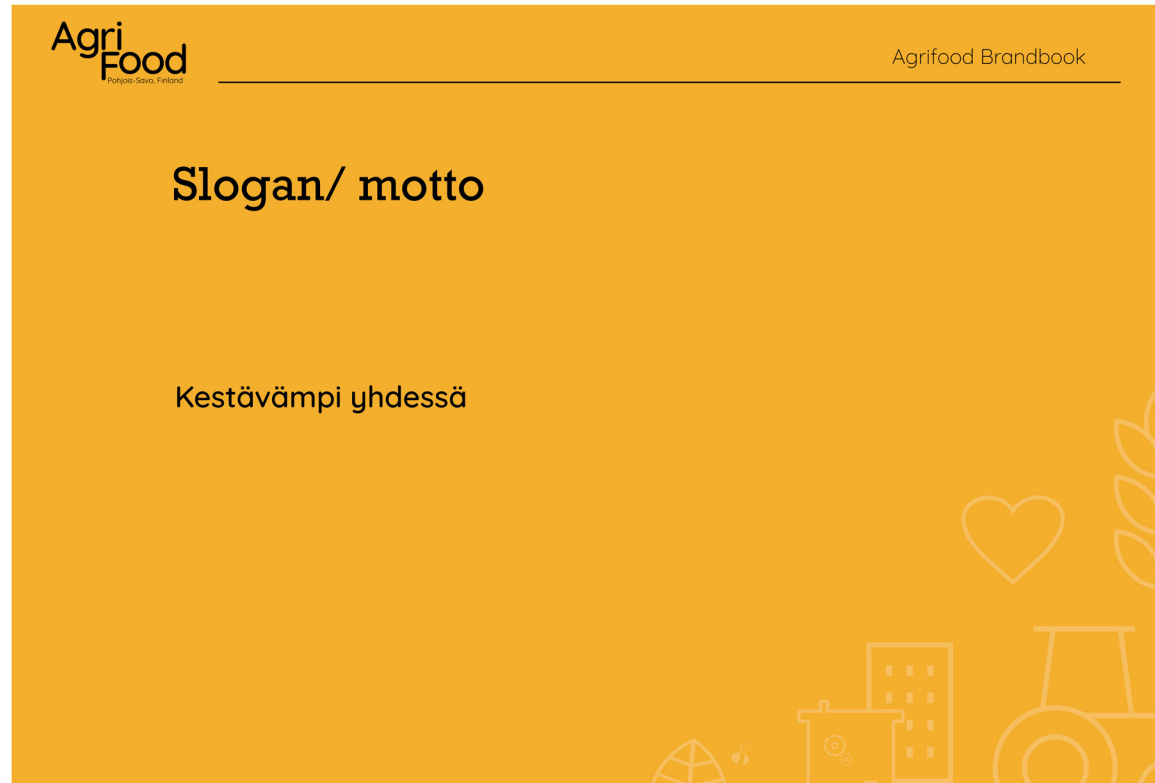 Agri
Food
Pohjois-Savo, Finland
Agrifood Brandbook
Slogan/ motto
Kestävämpi yhdessä